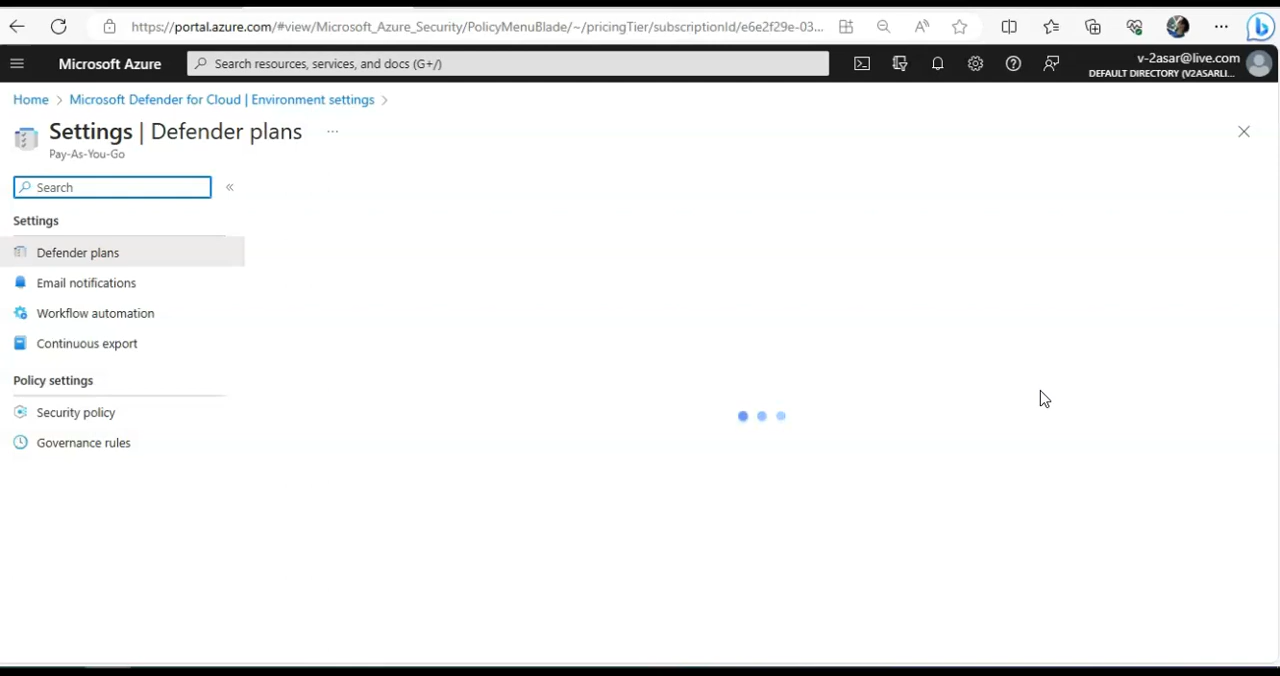 https://portal.azure.com/#view/Microsoft_Azure_Security/PolicyMenuBlade/~/pricingTier/subscriptionId/e6e2f29e-03...
Microsoft Azure
Search resources, services, and docs (G+/)
v-2asar@live.com
DEFAULT DIRECTORY (V2ASARLI...
Home > Microsoft Defender for Cloud | Environment settings >
Settings | Defender plans ...
Pay-As-You-Go
Search
Settings
Defender plans
Email notifications
Workflow automation
Continuous export
Policy settings
Security policy
Governance rules